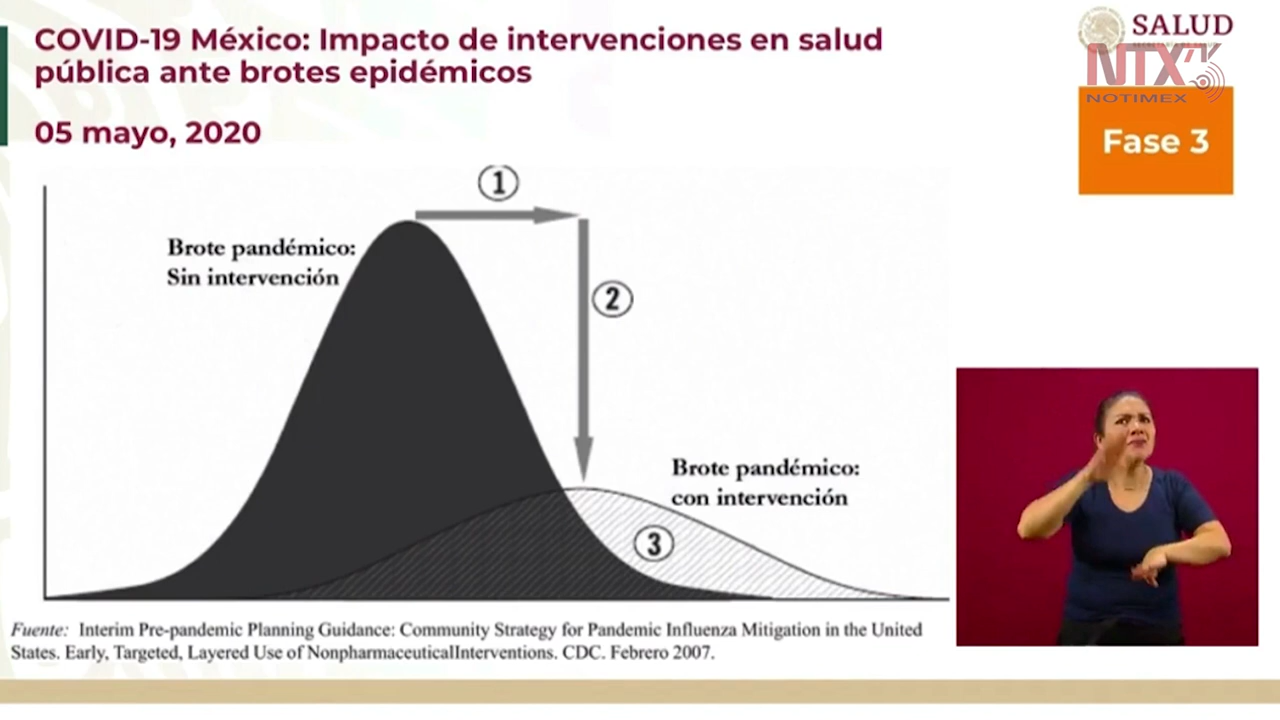 COVID-19 México: Impacto de intervenciones en salud
pública ante brotes epidémicos
05 mayo, 2020
SALUD
NTX
NOTIMEX
Fase 3
1
Brote pandémico:
Sin intervención
2
Brote pandémico:
con intervención
3
Fuente: Interim Pre-pandemic Planning Guidance: Community Strategy for Pandemic Influenza Mitigation in the United
States. Early, Targeted, Layered Use of NonpharmaceuticalInterventions. CDC. Febrero 2007.